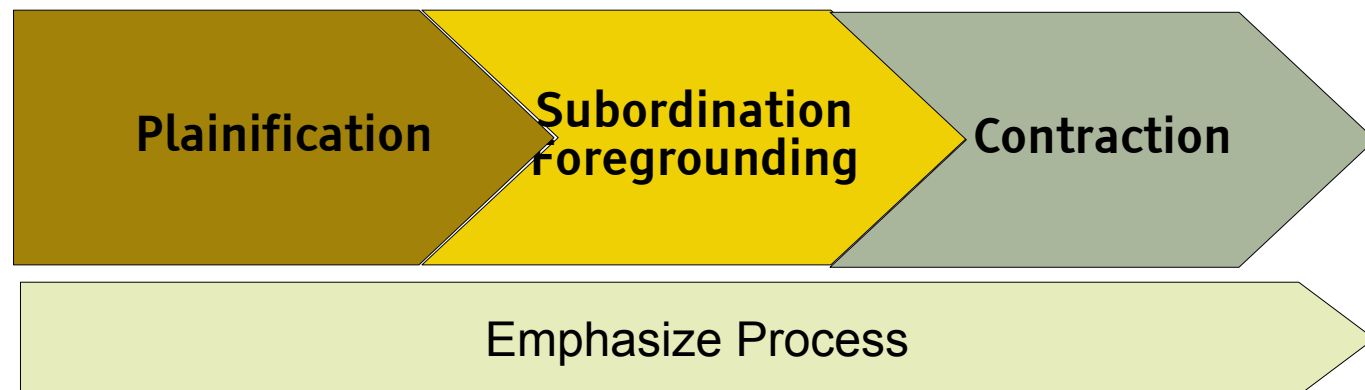 Plainification
Subordination
Foregrounding
Contraction
Emphasize Process